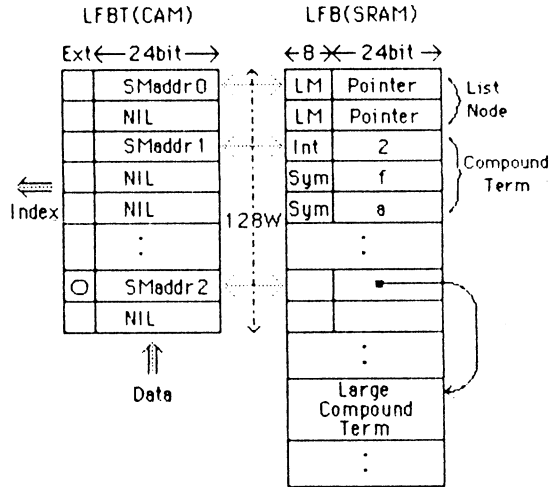 LFBT(CAM)
LFB(SRAM)
Ext 24bit
8 24bit
SMaddr0
LM Pointer
List Node
NIL
LM Pointer
SMaddr1
Int 2
Compound Term
NIL
Sym f
NIL
Sym a
Index
128W
:
:
O SMaddr2
NIL
:
Data
Large Compound Term
: